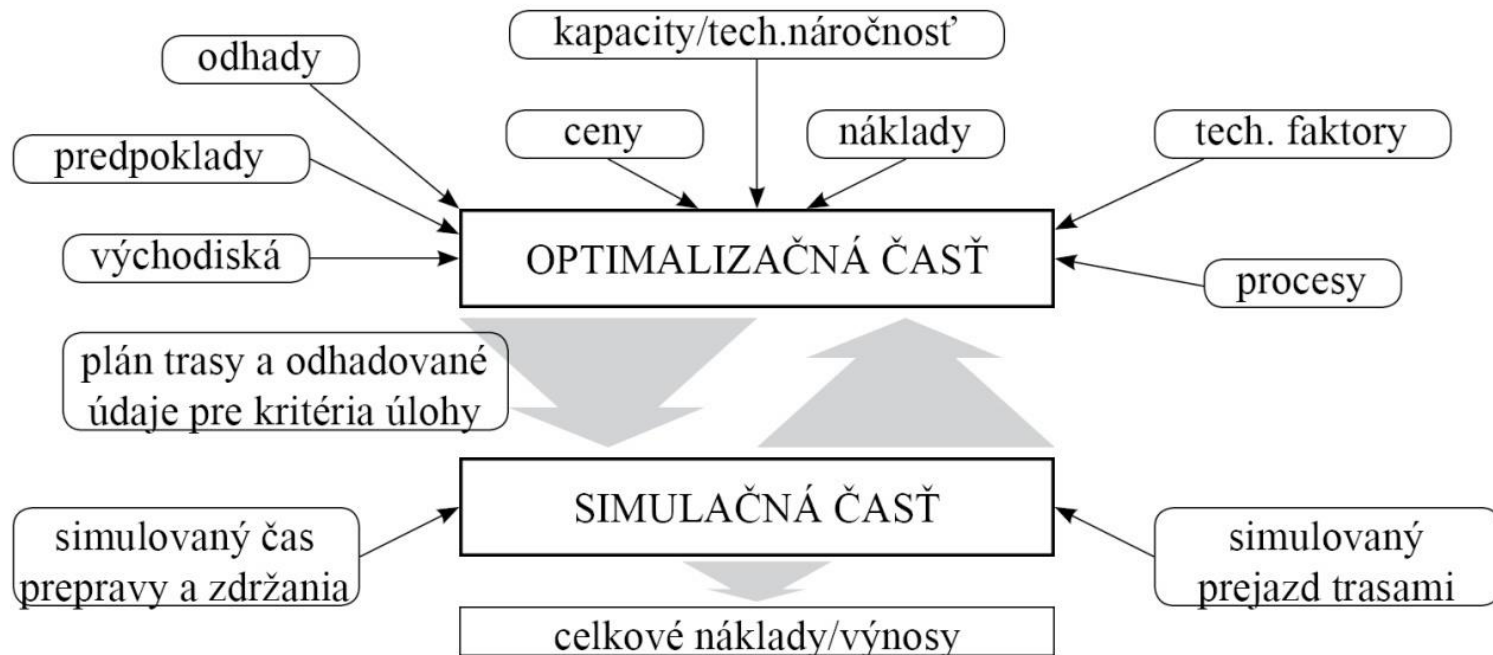 kapacity/tech.náročnosť
odhady
ceny
náklady
tech. faktory
predpoklady
východiská
OPTIMALIZAČNÁ ČASŤ
procesy
plán trasy a odhadované
údaje pre kritéria úlohy
SIMULAČNÁ ČASŤ
simulovaný čas
prepravy a zdržania
simulovaný
prejazd trasami
celkové náklady/výnosy